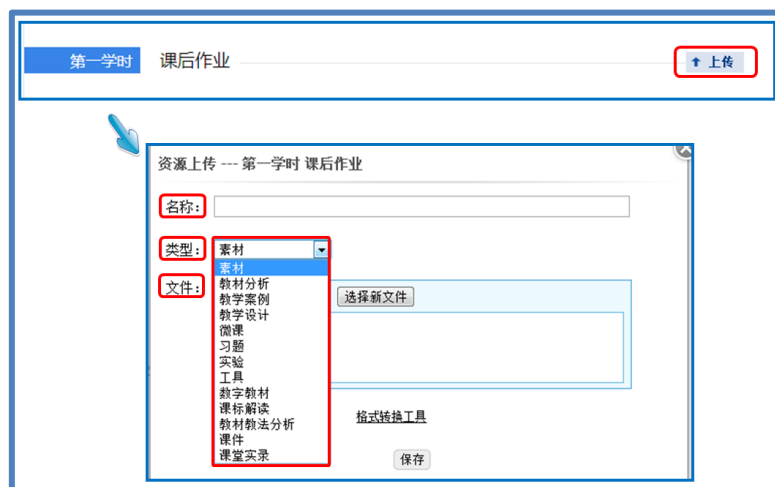 第一学时 课后作业 上传
资源上传 --- 第一学时 课后作业
名称：
类型： 素材
素材
教材分析
文件： 选择新文件
教学案例
教学设计
微课
习题
实验
工具
数字教材
课标解读
教材教法分析
格式转换工具
课件
课堂实录
保存